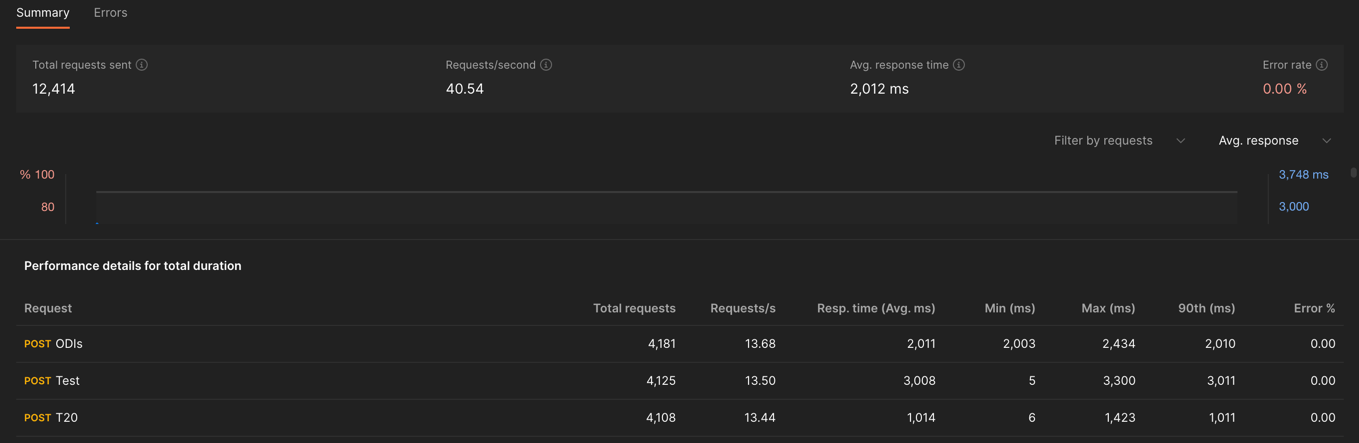 Summary Errors
Total requests sent Requests/second Avg. response time Error rate
12,414 40.54 2,012 ms 0.00 %
Filter by requests Avg. response
% 100 3,748 ms
80 3,000
Performance details for total duration
Request Total requests Requests/s Resp. time (Avg. ms) Min (ms) Max (ms) 90th (ms) Error %
POST ODIs 4,181 13.68 2,011 2,003 2,434 2,010 0.00
POST Test 4,125 13.50 3,008 5 3,300 3,011 0.00
POST T20 4,108 13.44 1,014 6 1,423 1,011 0.00